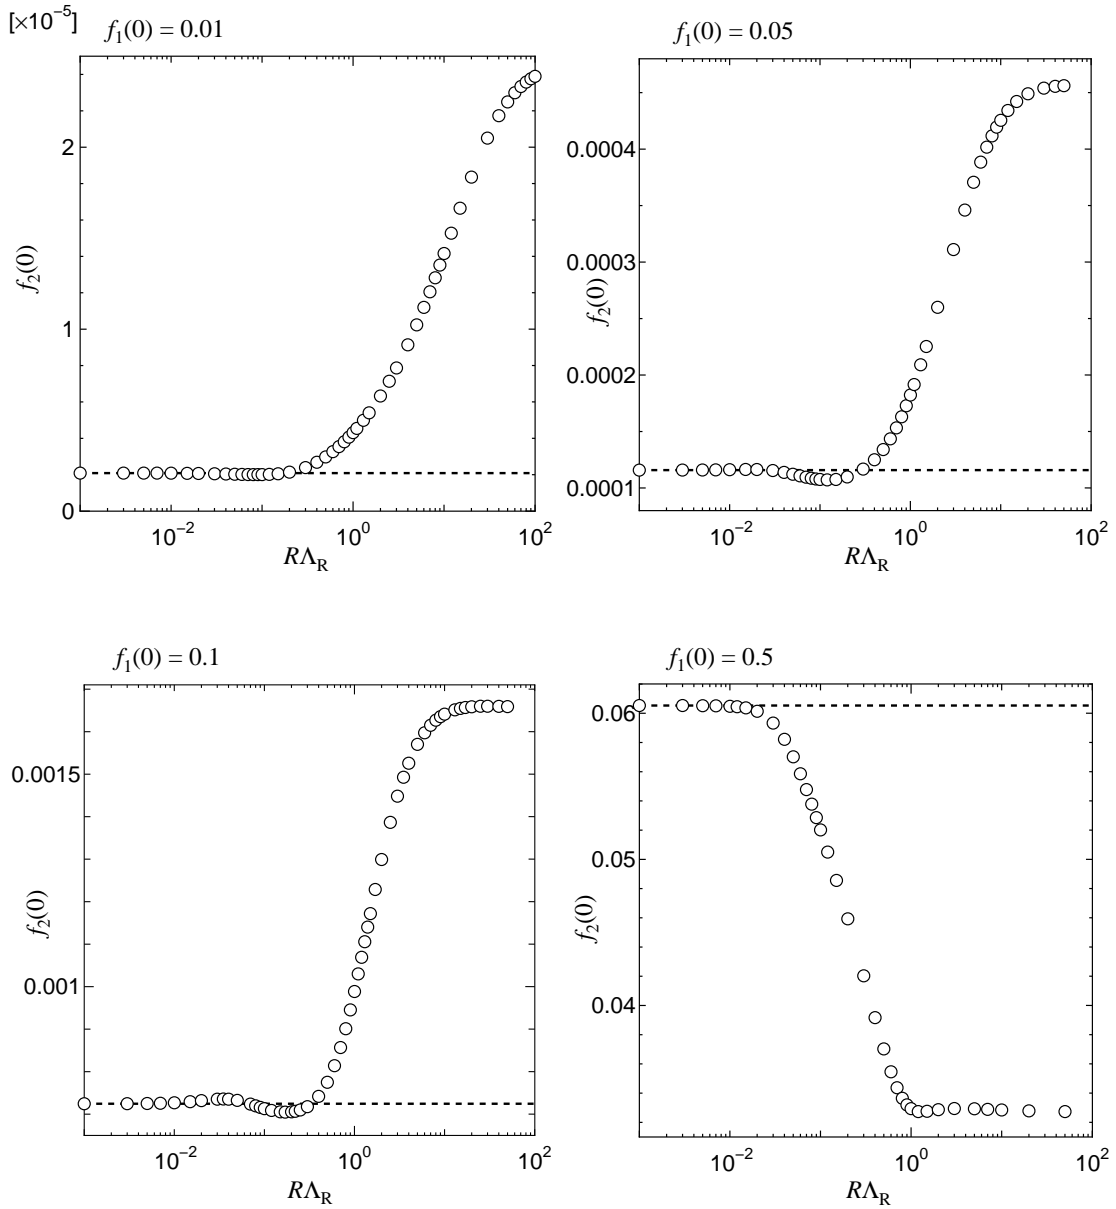 [×10⁻⁵]
f₁(0) = 0.01
2
1
0
f₂(0)
10⁻² 10⁰ 10²
RΛ_R
f₁(0) = 0.05
0.0004
0.0003
0.0002
0.0001
f₂(0)
10⁻² 10⁰ 10²
RΛ_R
f₁(0) = 0.1
0.0015
0.001
f₂(0)
10⁻² 10⁰ 10²
RΛ_R
f₁(0) = 0.5
0.06
0.05
0.04
f₂(0)
10⁻² 10⁰ 10²
RΛ_R